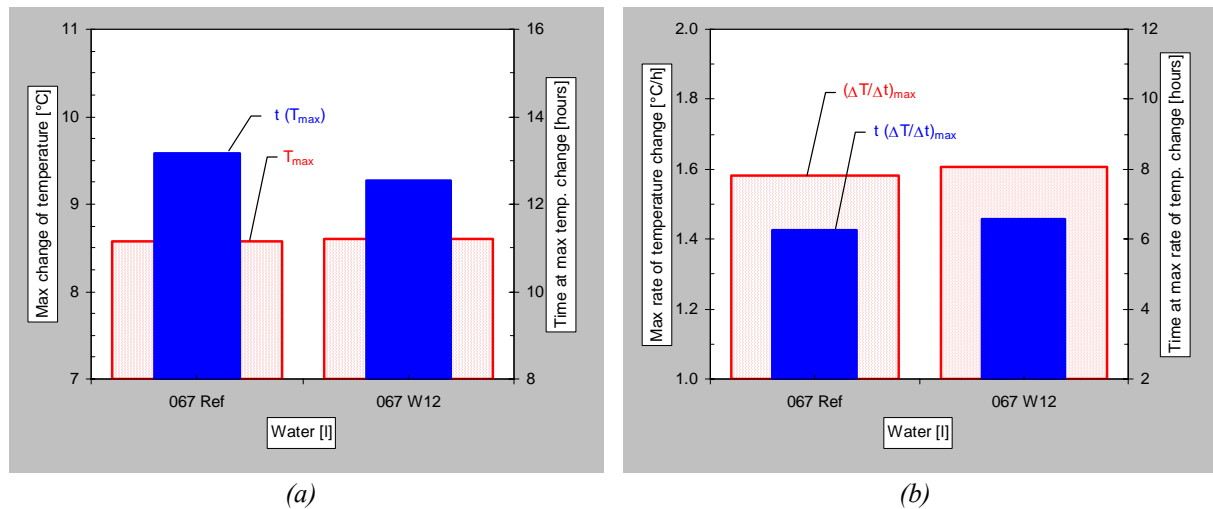 Max change of temperature [°C]
11
10
9
8
7
t (Tmax)
Tmax
16
14
12
10
8
Time at max temp. change [hours]
067 Ref
067 W12
Water [l]
(a)
Max rate of temperature change [°C/h]
2.0
1.8
1.6
1.4
1.2
1.0
(ΔT/Δt)max
t (ΔT/Δt)max
12
10
8
6
4
2
Time at max rate of temp. change [hours]
067 Ref
067 W12
Water [l]
(b)